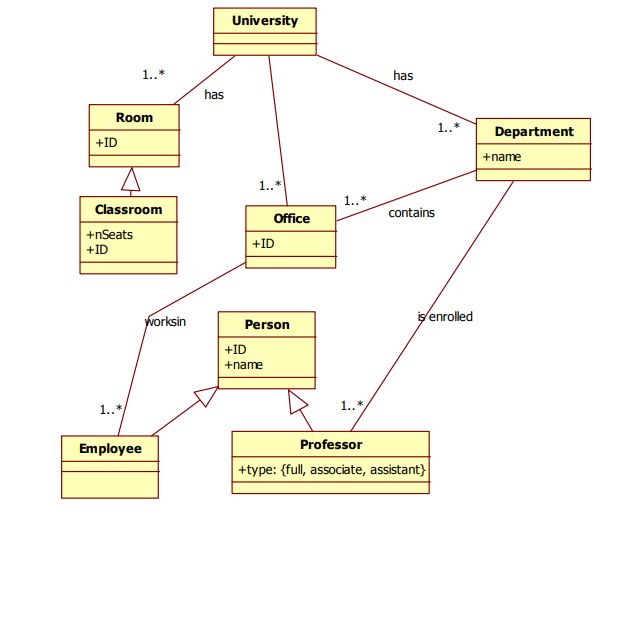 University
1..*
has
has
Room
+ID
1..*
Department
+name
Classroom
+nSeats
+ID
1..*
Office
+ID
1..*
contains
worksin
Person
+ID
+name
is enrolled
1..*
1..*
Employee
Professor
+type: {full, associate, assistant}